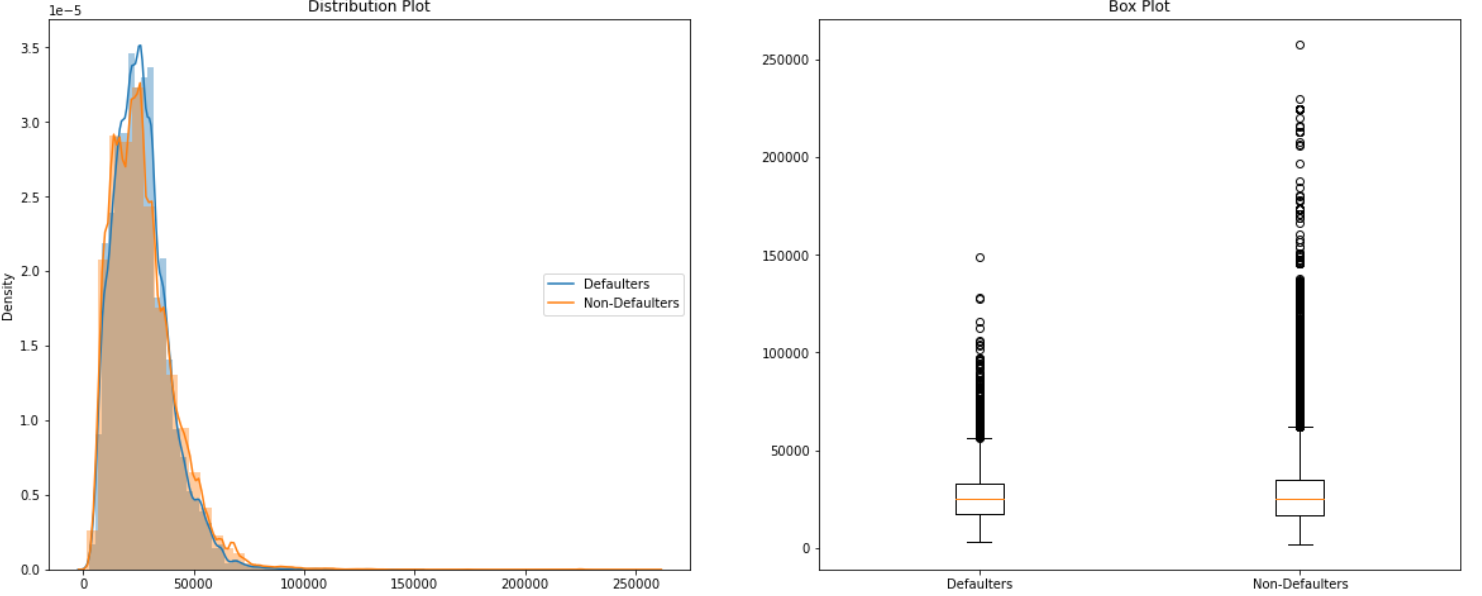 Distribution Plot
1e−5
3.5
3.0
2.5
2.0
1.5
1.0
0.5
0.0
Density
0
50000
100000
150000
200000
250000
Defaulters
Non-Defaulters
Box Plot
250000
200000
150000
100000
50000
0
Defaulters
Non-Defaulters